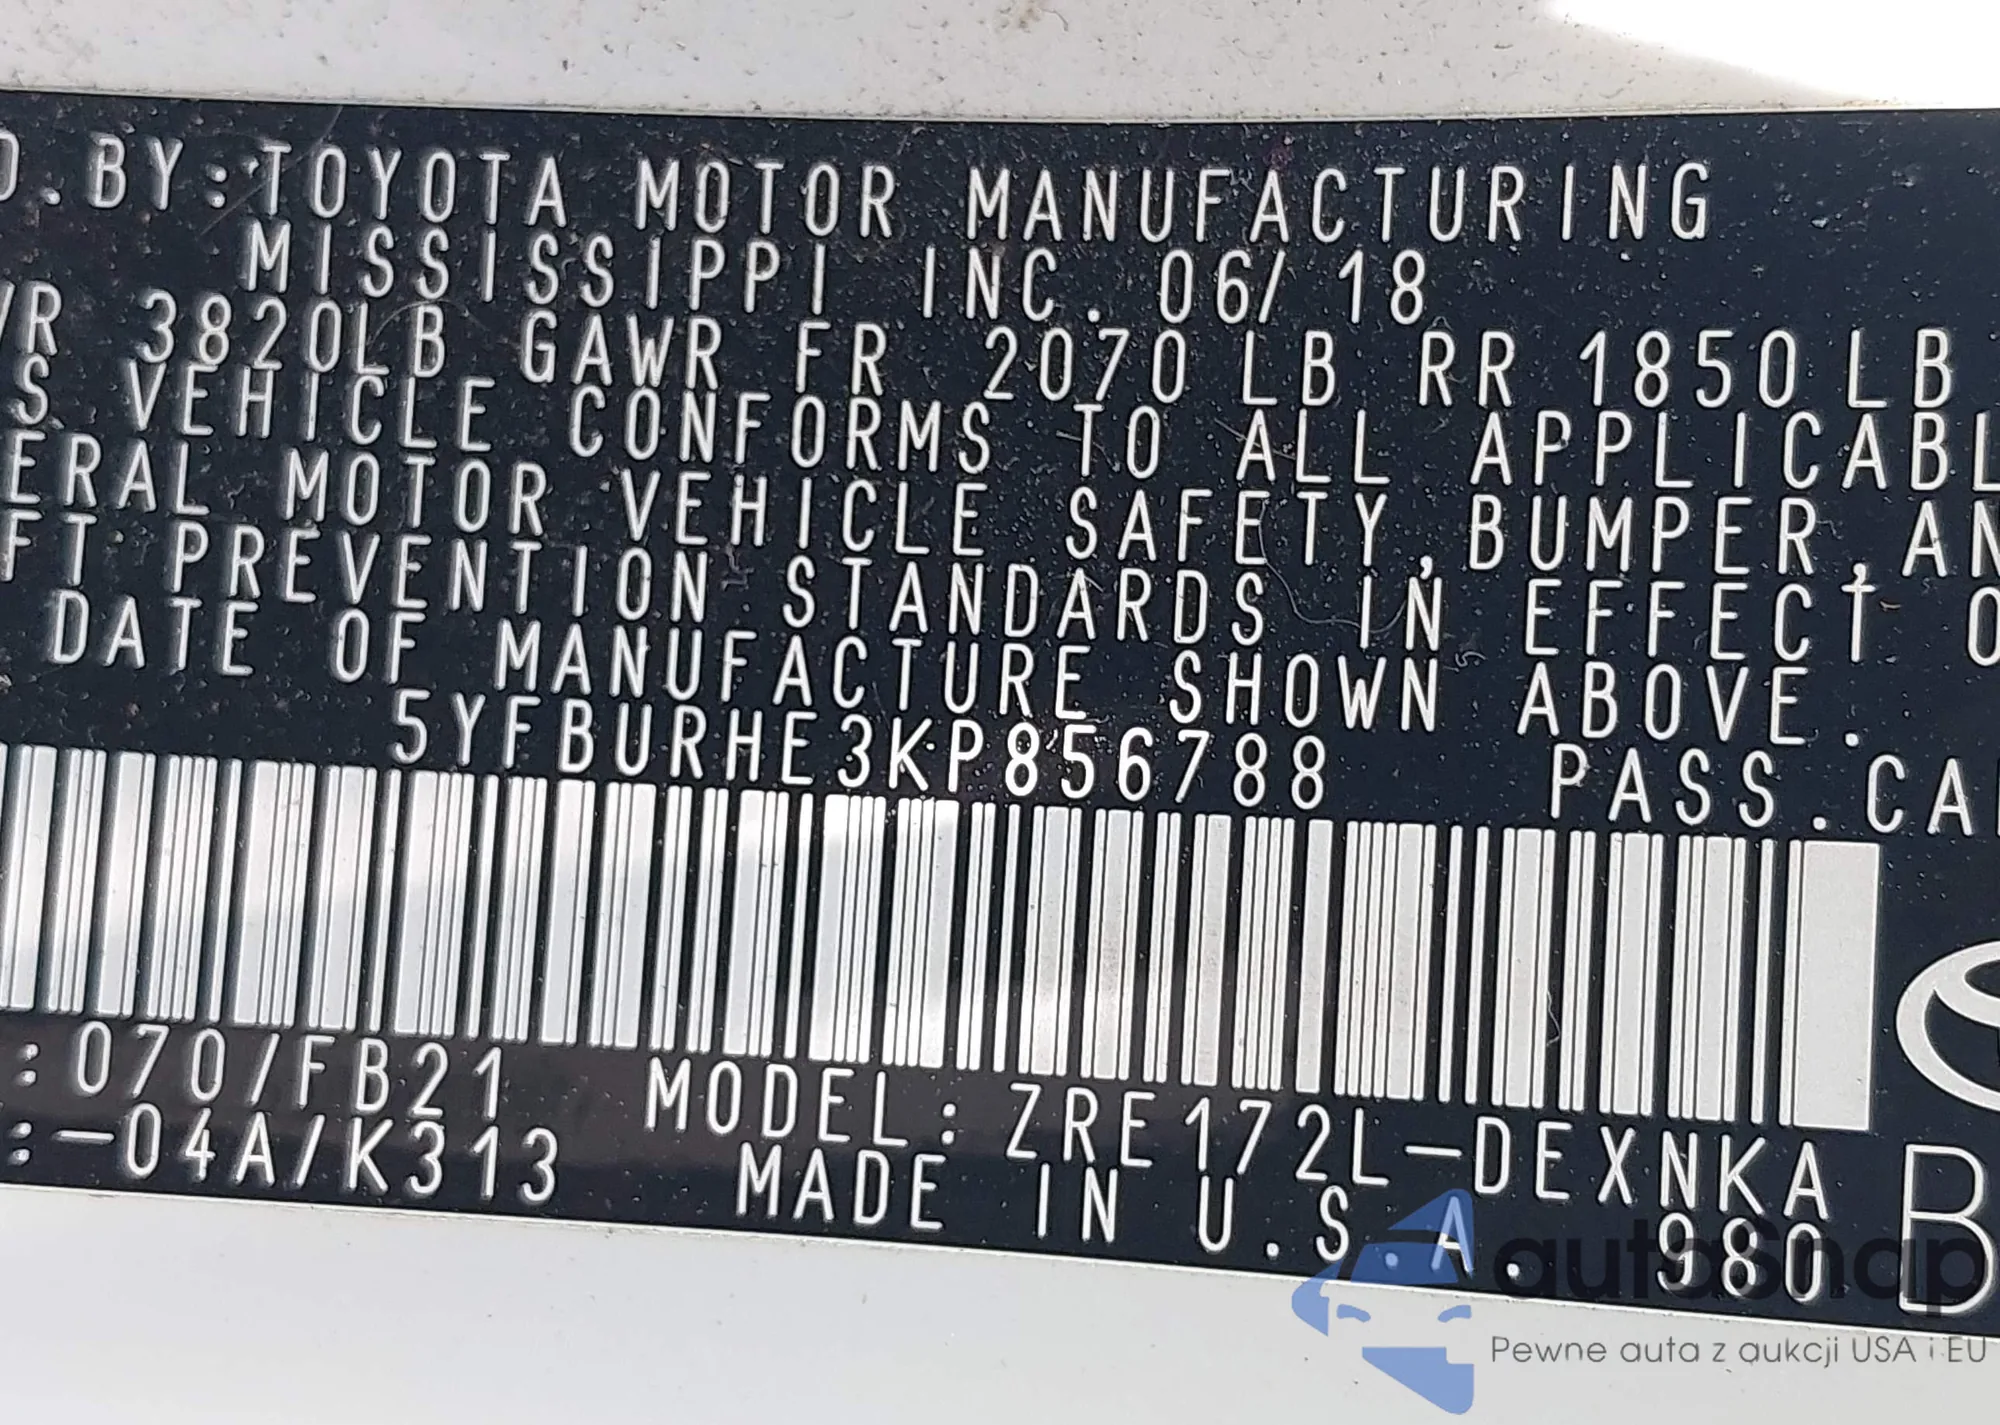 D.BY:TOYOTA MOTOR MANUFACTURING
MISSISSIPPI INC. 06/18
WR 3820LB GAWR FR 2070LB RR 1850LB
S VEHICLE CONFORMS TO ALL APPLICABL
ERAL MOTOR VEHICLE SAFETY,BUMPER,AN
FT PREVENTION STANDARDS IN EFFECT O
DATE OF MANUFACTURE SHOWN ABOVE.
5YFBURHE3KP856788 PASS.CA
:070/FB21 MODEL:ZRE172L-DEXNKA
:-04A/K313 MADE IN U.S.A. 980 B
autosnap
Pewne auta z aukcji USA i EU